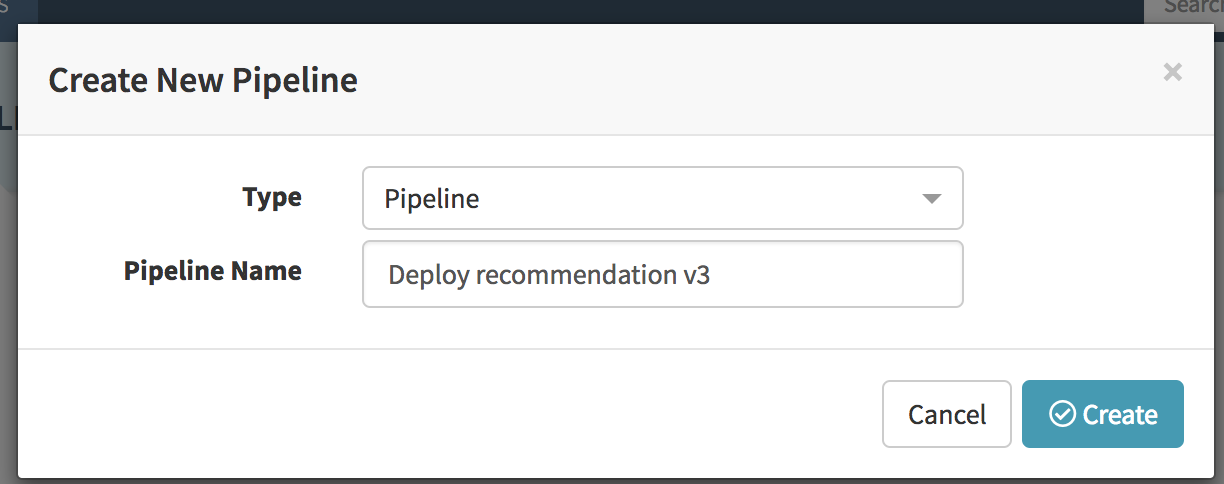 Create New Pipeline
×
Type
Pipeline
Pipeline Name
Deploy recommendation v3
Cancel
Create